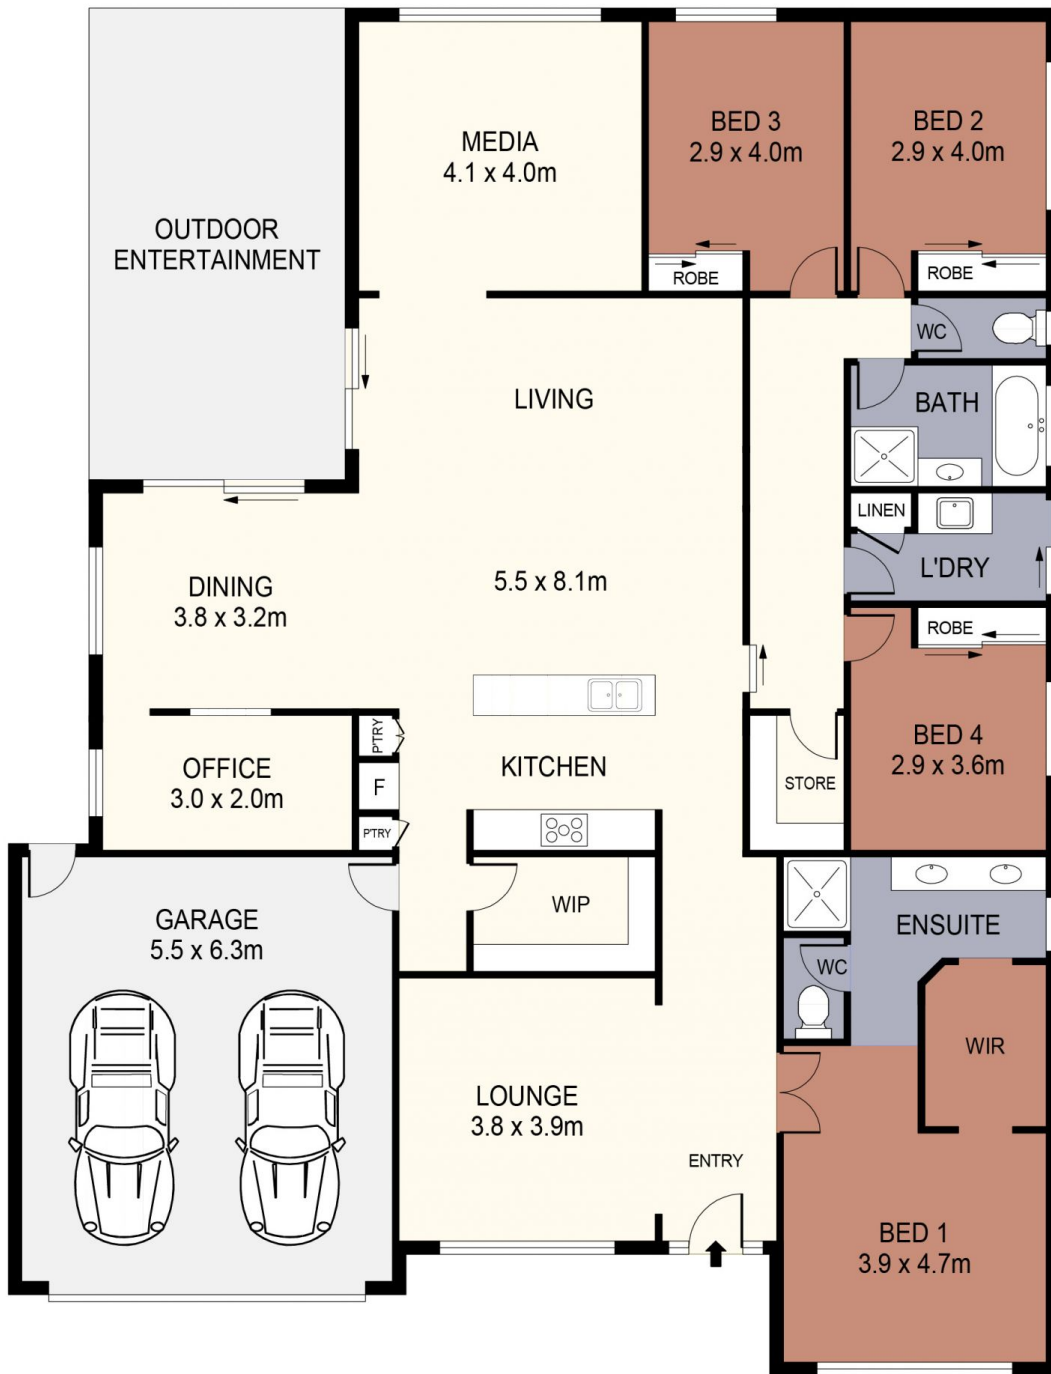 OUTDOOR
ENTERTAINMENT
MEDIA
4.1 x 4.0m
BED 3
2.9 x 4.0m
ROBE
BED 2
2.9 x 4.0m
ROBE
WC
LIVING
BATH
LINEN
L'DRY
DINING
3.8 x 3.2m
5.5 x 8.1m
ROBE
BED 4
2.9 x 3.6m
OFFICE
3.0 x 2.0m
P'TRY
F
P'TRY
KITCHEN
STORE
GARAGE
5.5 x 6.3m
WIP
ENSUITE
WC
WIR
LOUNGE
3.8 x 3.9m
ENTRY
BED 1
3.9 x 4.7m